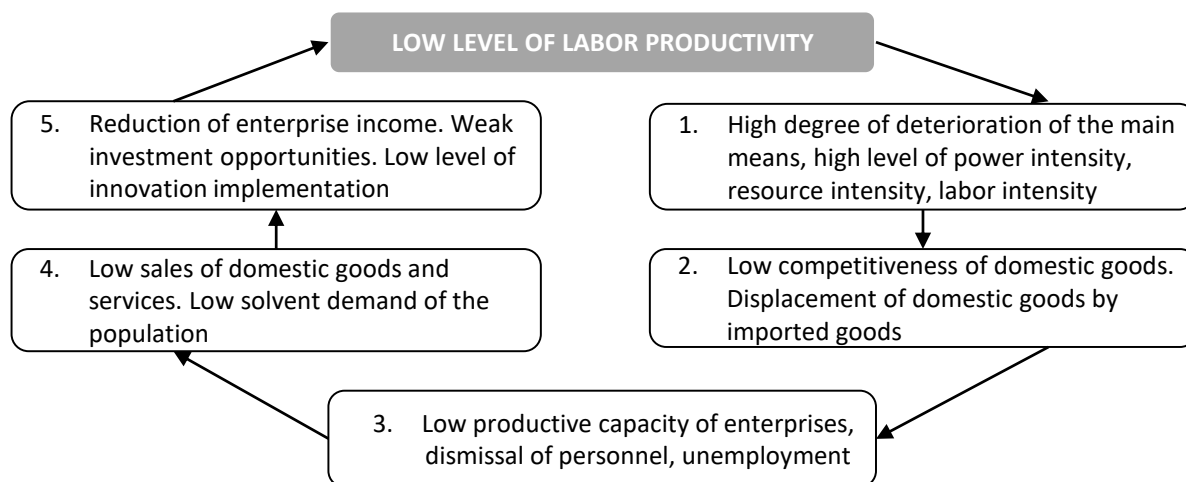 LOW LEVEL OF LABOR PRODUCTIVITY
1. High degree of deterioration of the main
means, high level of power intensity,
resource intensity, labor intensity
2. Low competitiveness of domestic goods.
Displacement of domestic goods by
imported goods
3. Low productive capacity of enterprises,
dismissal of personnel, unemployment
4. Low sales of domestic goods and
services. Low solvent demand of the
population
5. Reduction of enterprise income. Weak
investment opportunities. Low level of
innovation implementation